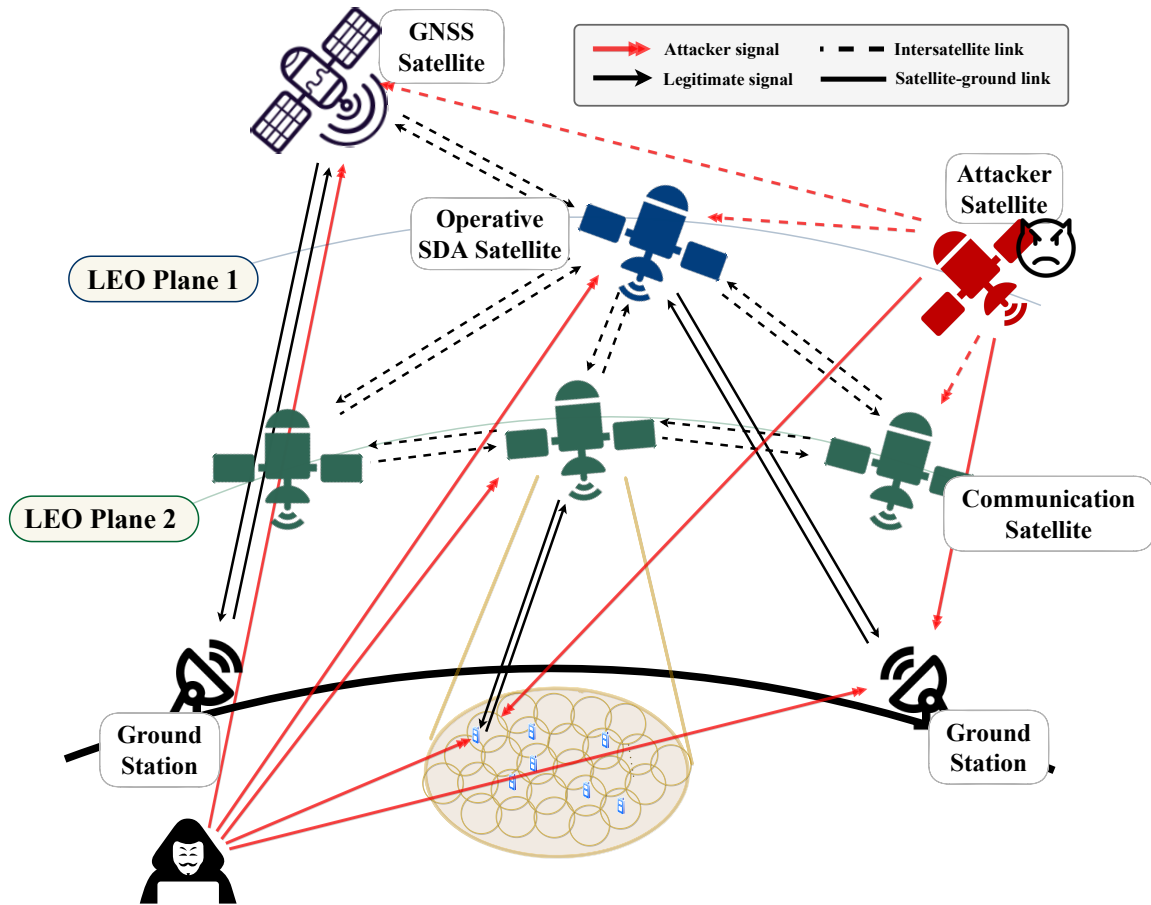 GNSS
Satellite
Attacker signal
Intersatellite link
Legitimate signal
Satellite-ground link
Attacker
Satellite
Operative
SDA Satellite
LEO Plane 1
LEO Plane 2
Communication
Satellite
Ground
Station
Ground
Station